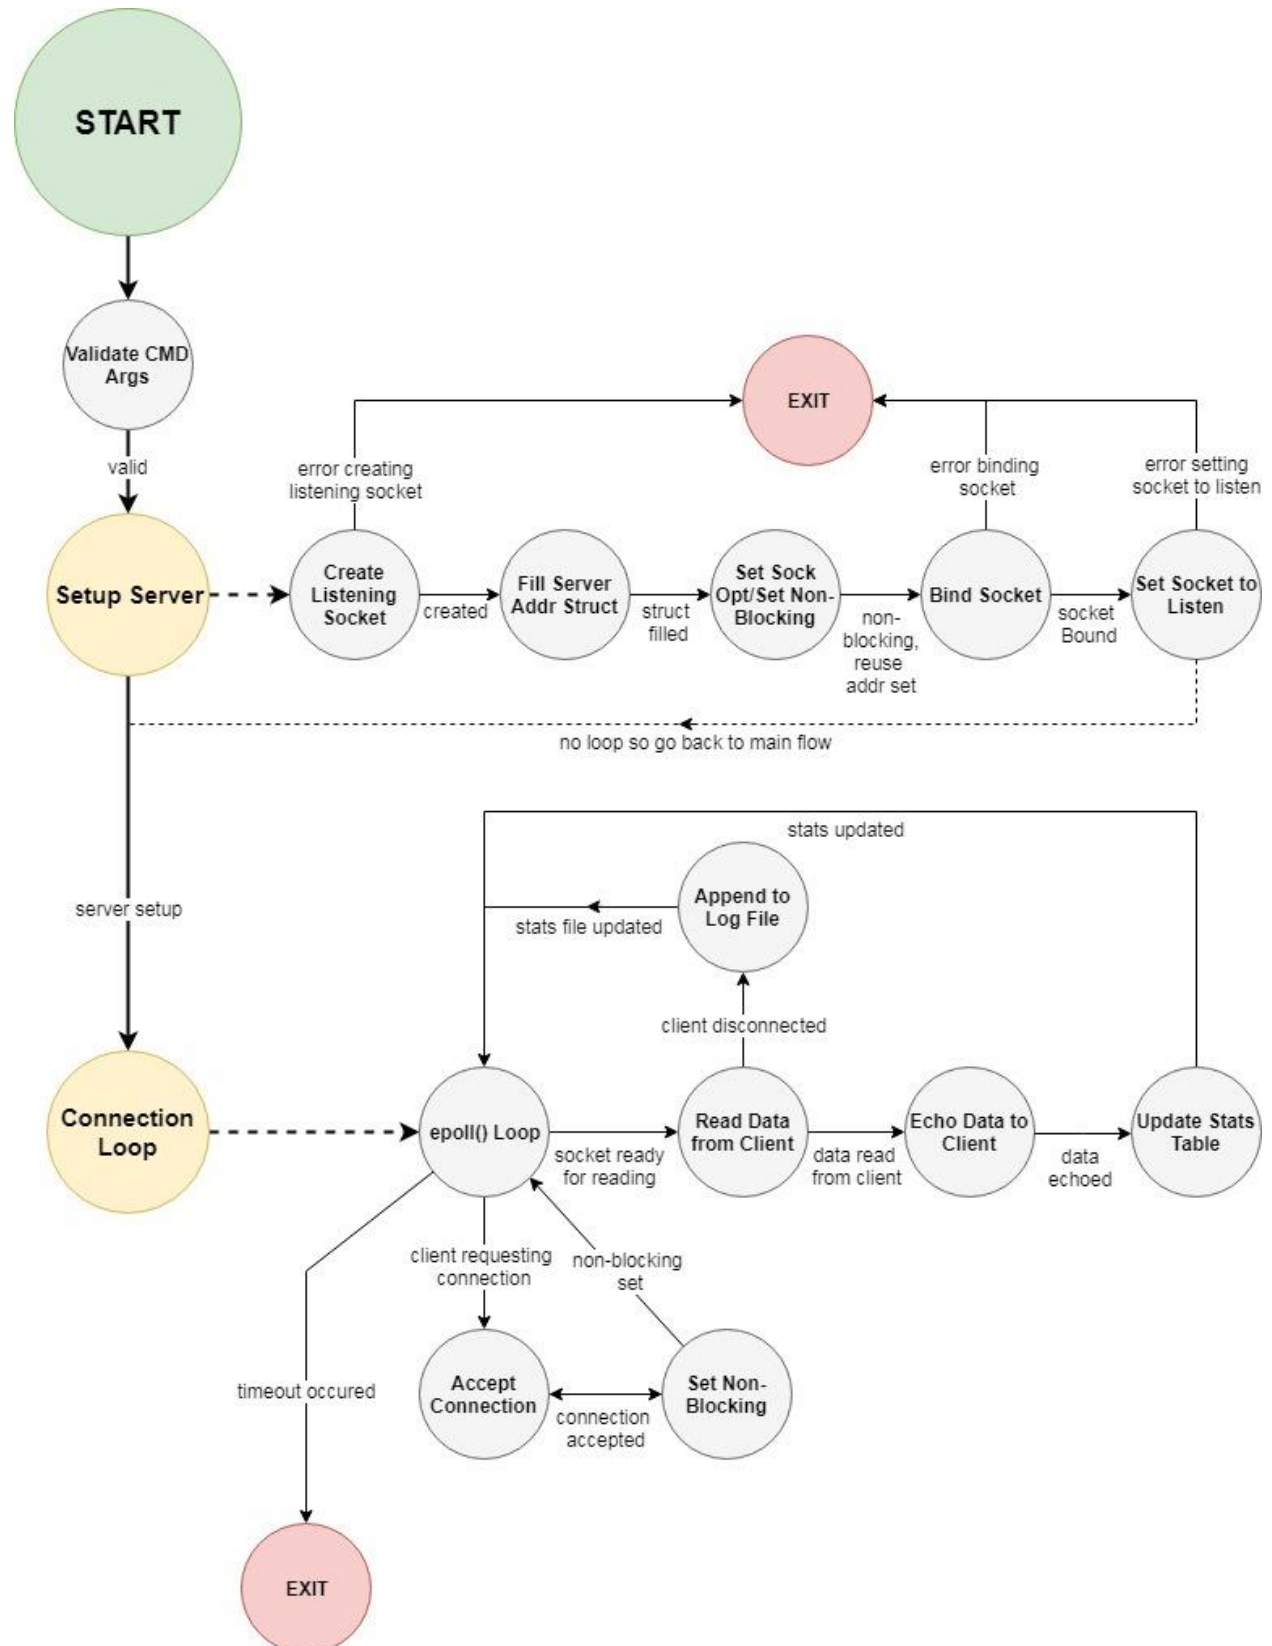 START
Validate CMD
Args
valid
EXIT
error creating
listening socket
error binding
socket
error setting
socket to listen
Setup Server
Create
Listening
Socket
created
Fill Server
Addr Struct
struct
filled
Set Sock
Opt/Set Non-
Blocking
non-
blocking,
reuse
addr set
Bind Socket
socket
Bound
Set Socket to
Listen
no loop so go back to main flow
stats updated
Append to
Log File
stats file updated
server setup
client disconnected
Connection
Loop
epoll() Loop
socket ready
for reading
Read Data
from Client
data read
from client
Echo Data to
Client
data
echoed
Update Stats
Table
client requesting
connection
non-blocking
set
timeout occured
Accept
Connection
connection
accepted
Set Non-
Blocking
EXIT